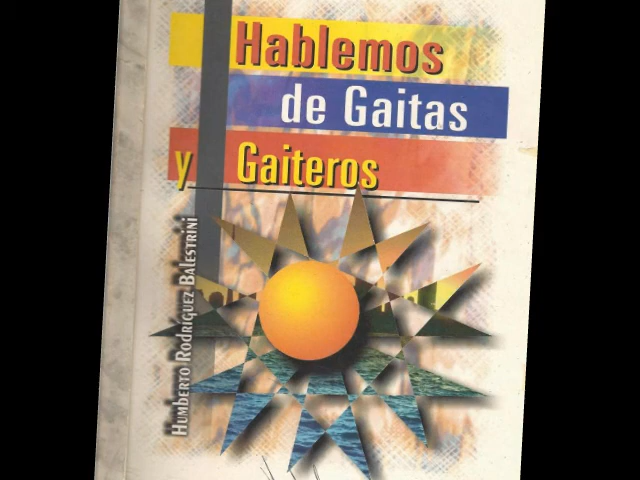 Hablemos
de Gaitas
y Gaiteros
Humberto Rodríguez Balestrini